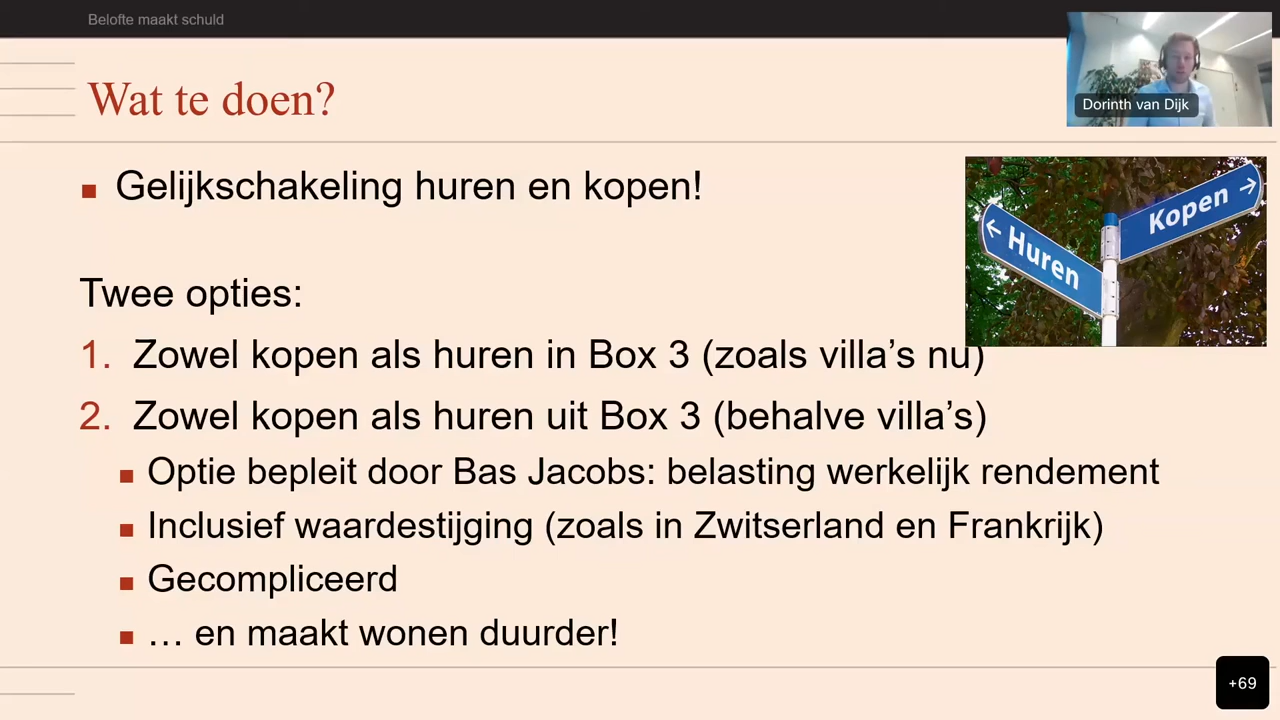 Belofte maakt schuld
Dorinth van Dijk
Wat te doen?
Gelijkschakeling huren en kopen!
← Huren
Kopen →
Twee opties:
1. Zowel kopen als huren in Box 3 (zoals villa’s nu)
2. Zowel kopen als huren uit Box 3 (behalve villa’s)
Optie bepleit door Bas Jacobs: belasting werkelijk rendement
Inclusief waardestijging (zoals in Zwitserland en Frankrijk)
Gecompliceerd
… en maakt wonen duurder!
+69